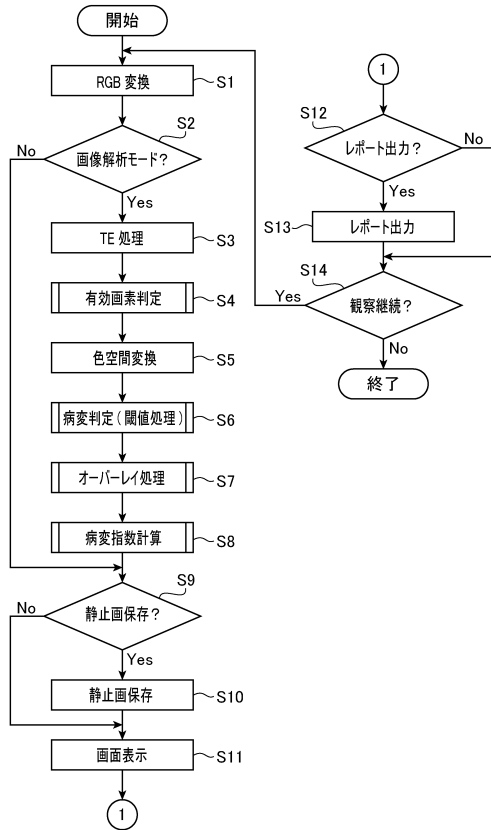 開始
RGB 変換
S1
S2
No
画像解析モード？
Yes
TE 処理
S3
有効画素判定
S4
色空間変換
S5
病変判定（閾値処理）
S6
オーバーレイ処理
S7
病変指数計算
S8
S9
No
静止画保存？
Yes
静止画保存
S10
画面表示
S11
1
1
S12
No
レポート出力？
Yes
S13
レポート出力
S14
Yes
観察継続？
No
終了